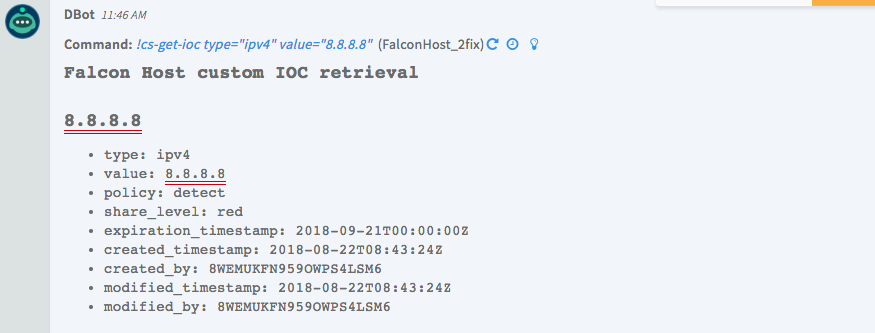 DBot 11:46 AM
Command: !cs-get-ioc type="ipv4" value="8.8.8.8" (FalconHost_2fix)
Falcon Host custom IOC retrieval
8.8.8.8
• type: ipv4
• value: 8.8.8.8
• policy: detect
• share_level: red
• expiration_timestamp: 2018-09-21T00:00:00Z
• created_timestamp: 2018-08-22T08:43:24Z
• created_by: 8WEMUKFN959OWPS4LSM6
• modified_timestamp: 2018-08-22T08:43:24Z
• modified_by: 8WEMUKFN959OWPS4LSM6